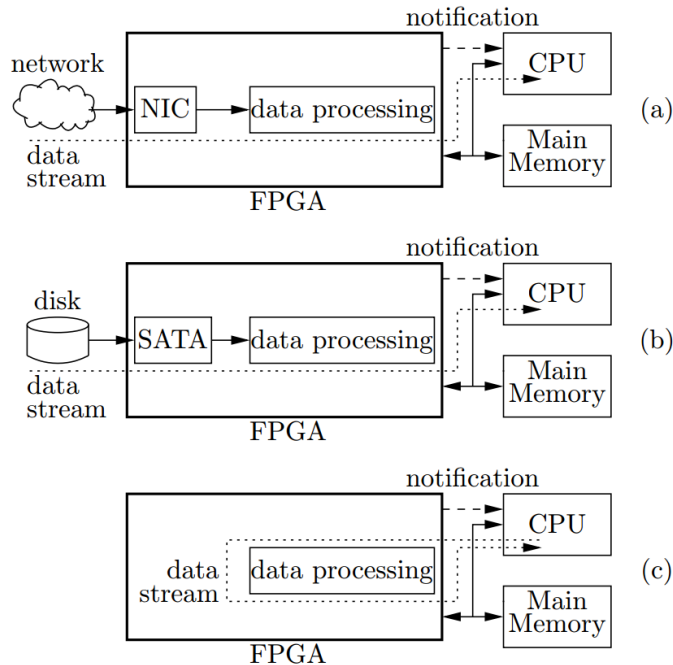 notification
network
CPU
NIC
data processing
(a)
data
stream
Main
Memory
FPGA
notification
disk
CPU
SATA
data processing
(b)
data
stream
Main
Memory
FPGA
notification
CPU
data
stream
data processing
(c)
Main
Memory
FPGA